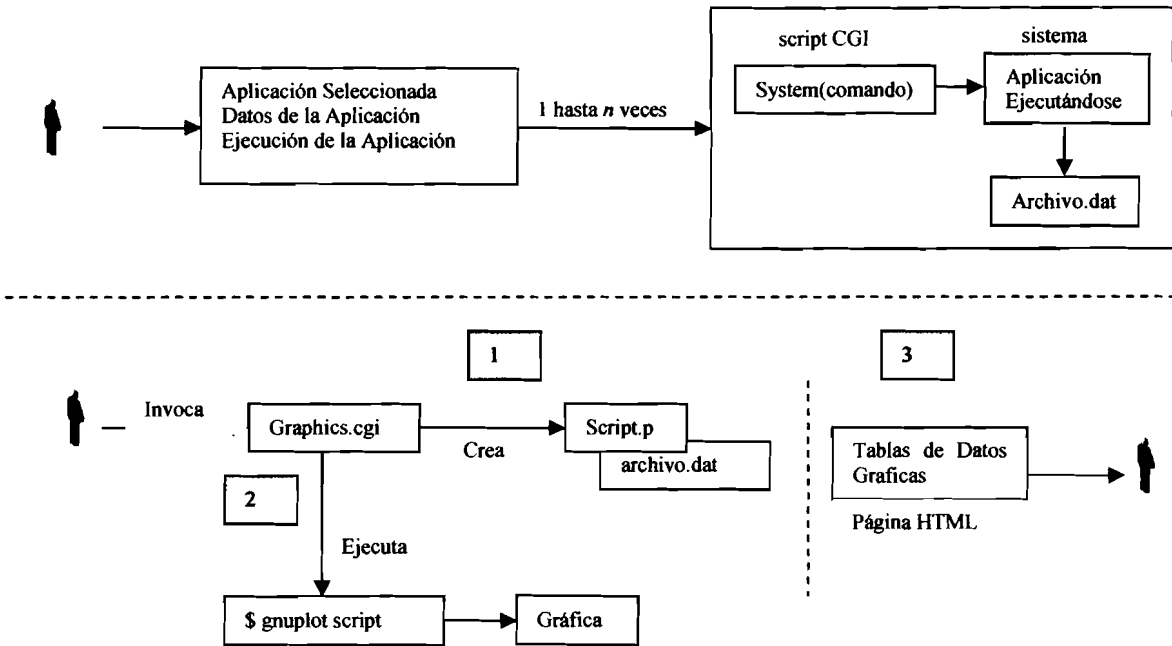 script CGI
sistema
Aplicación Seleccionada
Datos de la Aplicación
Ejecución de la Aplicación
1 hasta n veces
System(comando)
Aplicación
Ejecutándose
Archivo.dat
1
3
Invoca
Graphics.cgi
Crea
Script.p
archivo.dat
Tablas de Datos
Graficas
Página HTML
2
Ejecuta
$ gnuplot script
Gráfica